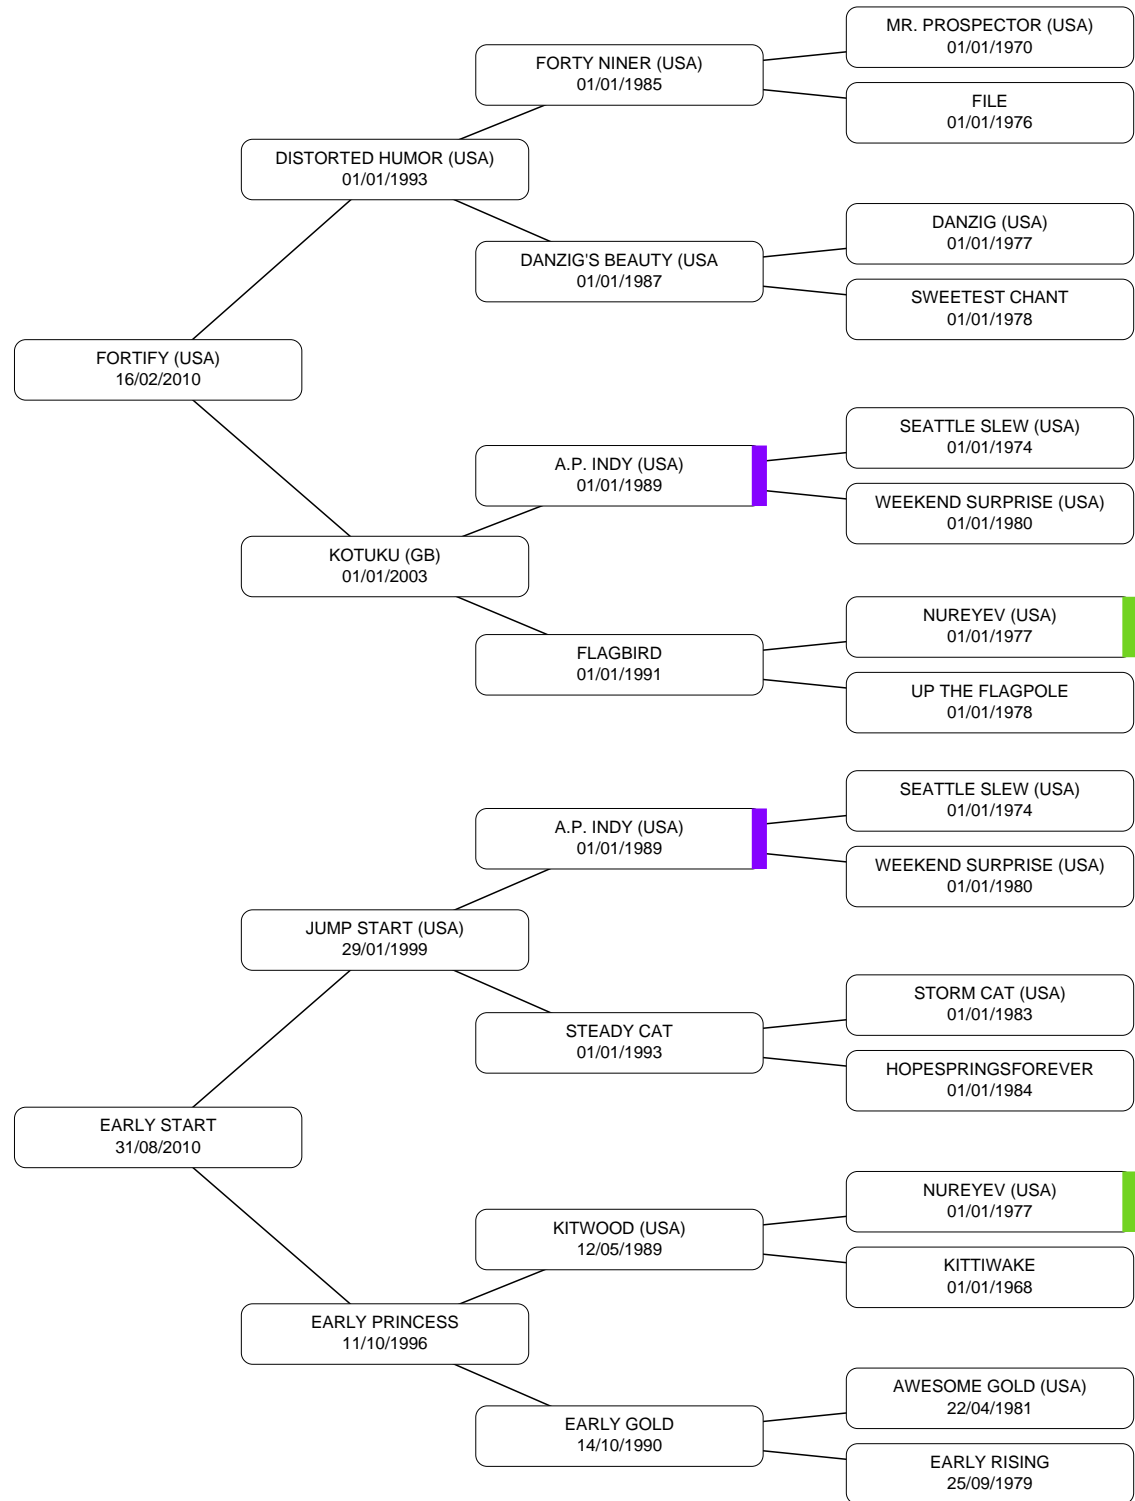 MR. PROSPECTOR (USA)
01/01/1970
FORTY NINER (USA)
01/01/1985
FILE
01/01/1976
DISTORTED HUMOR (USA)
01/01/1993
DANZIG (USA)
01/01/1977
DANZIG'S BEAUTY (USA
01/01/1987
SWEETEST CHANT
01/01/1978
FORTIFY (USA)
16/02/2010
SEATTLE SLEW (USA)
01/01/1974
A.P. INDY (USA)
01/01/1989
WEEKEND SURPRISE (USA)
01/01/1980
KOTUKU (GB)
01/01/2003
NUREYEV (USA)
01/01/1977
FLAGBIRD
01/01/1991
UP THE FLAGPOLE
01/01/1978
SEATTLE SLEW (USA)
01/01/1974
A.P. INDY (USA)
01/01/1989
WEEKEND SURPRISE (USA)
01/01/1980
JUMP START (USA)
29/01/1999
STORM CAT (USA)
01/01/1983
STEADY CAT
01/01/1993
HOPESPRINGSFOREVER
01/01/1984
EARLY START
31/08/2010
NUREYEV (USA)
01/01/1977
KITWOOD (USA)
12/05/1989
KITTIWAKE
01/01/1968
EARLY PRINCESS
11/10/1996
AWESOME GOLD (USA)
22/04/1981
EARLY GOLD
14/10/1990
EARLY RISING
25/09/1979